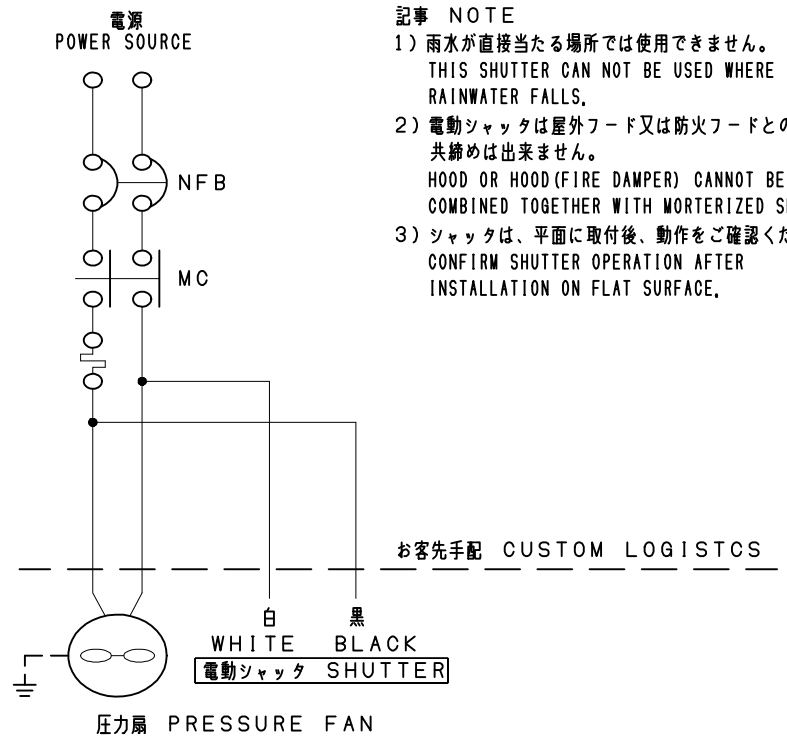 電源
POWER SOURCE
NFB
MC
記事 NOTE
1) 雨水が直接当たる場所では使用できません。
THIS SHUTTER CAN NOT BE USED WHERE
RAINWATER FALLS.
2) 電動シャッタは屋外フード又は防火フードとの
共締めは出来ません。
HOOD OR HOOD(FIRE DAMPER) CANNOT BE
COMBINED TOGETHER WITH MORTERIZED
3) シャッタは、平面に取付後、動作をご確認くだ
CONFIRM SHUTTER OPERATION AFTER
INSTALLATION ON FLAT SURFACE.
お客先手配 CUSTOM LOGISTCS
白 黒
WHITE BLACK
電動シャッタ SHUTTER
圧力扇 PRESSURE FAN